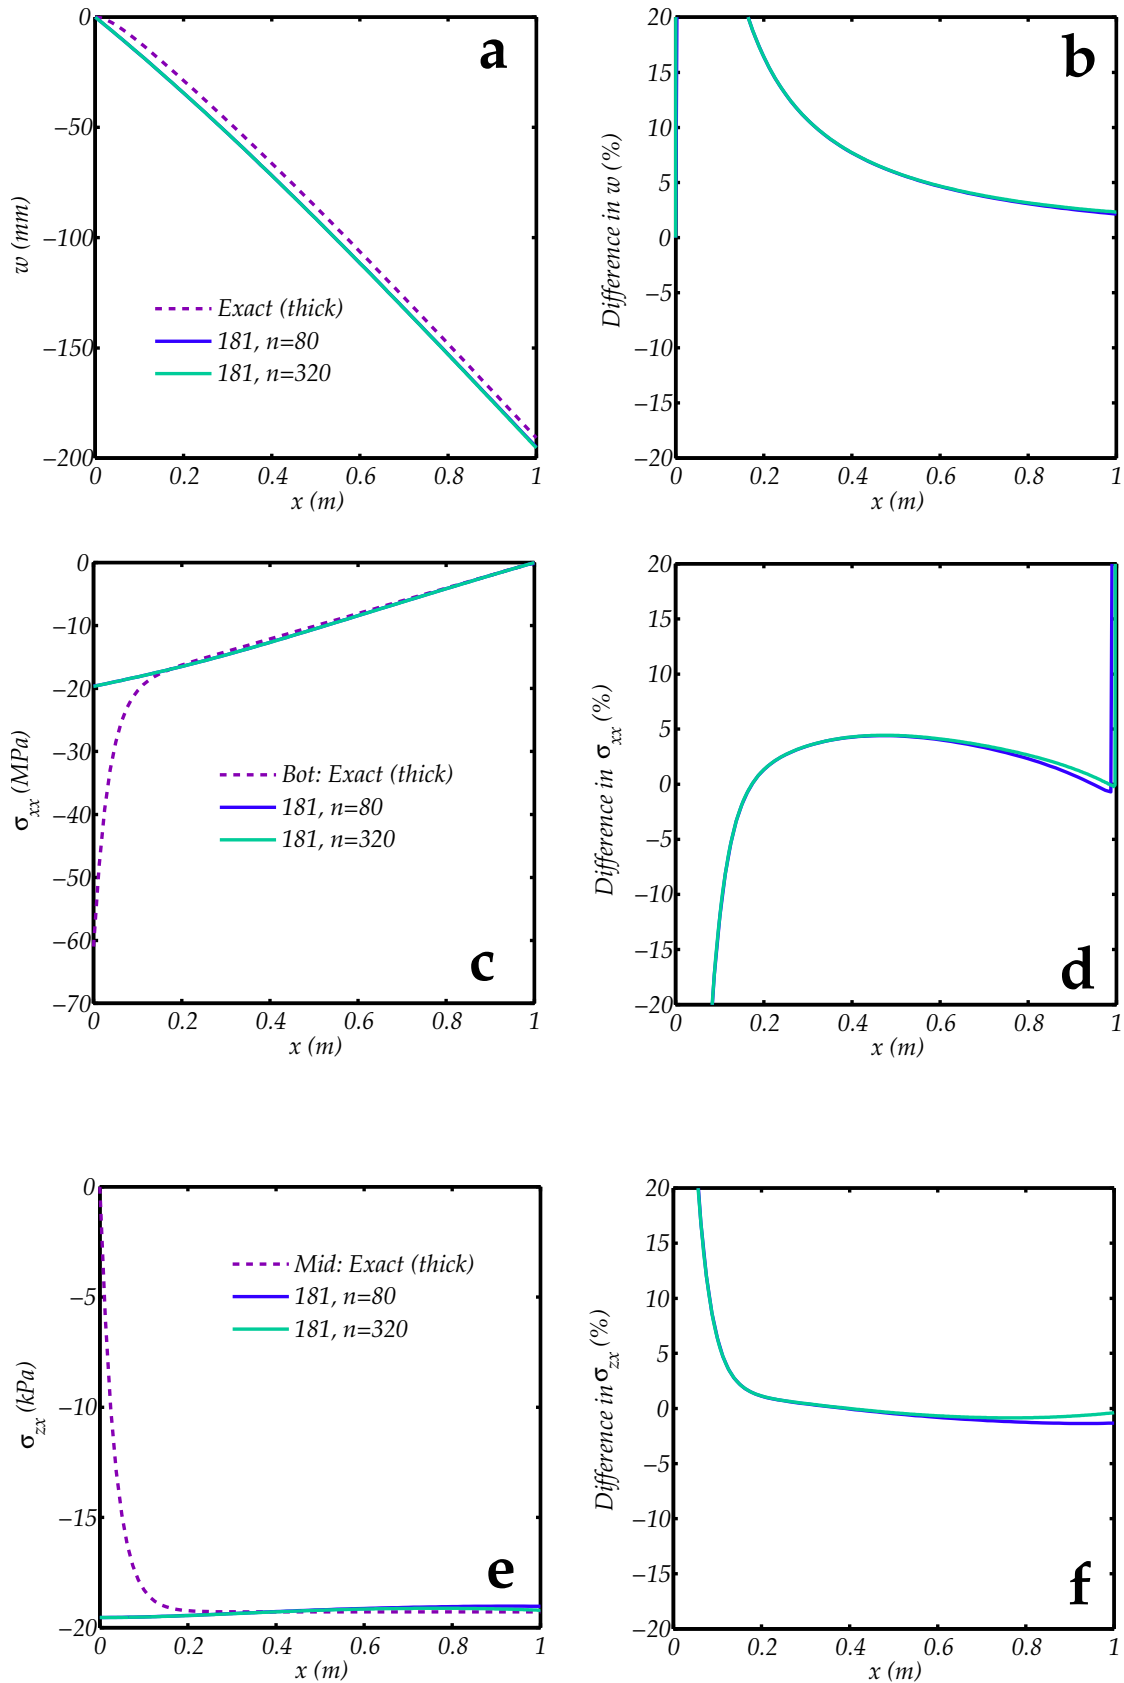 a
0
−50
−100
−150
−200
w (mm)
Exact (thick)
181, n=80
181, n=320
0 0.2 0.4 0.6 0.8 1
x (m)
b
20
15
10
5
0
−5
−10
−15
−20
Difference in w (%)
0 0.2 0.4 0.6 0.8 1
x (m)
0
−10
−20
−30
−40
−50
−60
−70
σxx (MPa)
Bot: Exact (thick)
181, n=80
181, n=320
c
0 0.2 0.4 0.6 0.8 1
x (m)
20
15
10
5
0
−5
−10
−15
−20
Difference in σxx (%)
d
0 0.2 0.4 0.6 0.8 1
x (m)
0
−5
−10
−15
−20
σzx (kPa)
Mid: Exact (thick)
181, n=80
181, n=320
e
0 0.2 0.4 0.6 0.8 1
x (m)
20
15
10
5
0
−5
−10
−15
−20
Difference in σzx (%)
f
0 0.2 0.4 0.6 0.8 1
x (m)